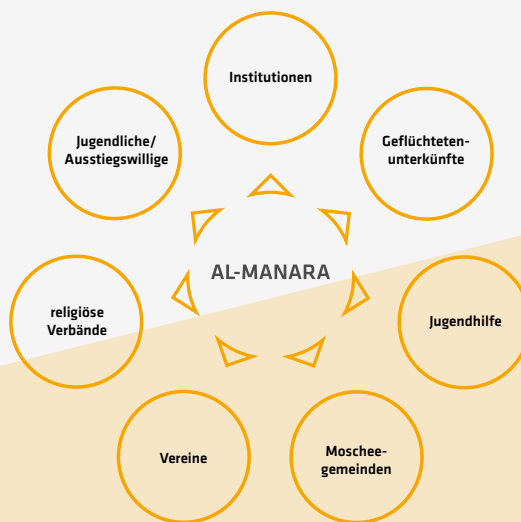 Institutionen
Jugendliche/
Ausstiegswillige
Geflüchteten-
unterkünfte
AL-MANARA
religiöse
Verbände
Jugendhilfe
Vereine
Moschee-
gemeinden